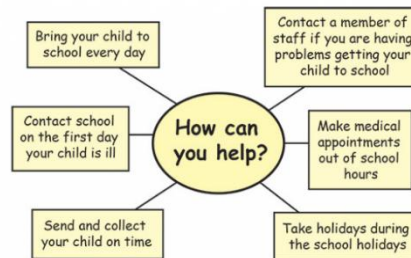 Bring your child to
school every day
Contact a member of
staff if you are having
problems getting your
child to school
Contact school
on the first day
your child is ill
How can
you help?
Make medical
appointments
out of school
hours
Send and collect
your child on time
Take holidays during
the school holidays